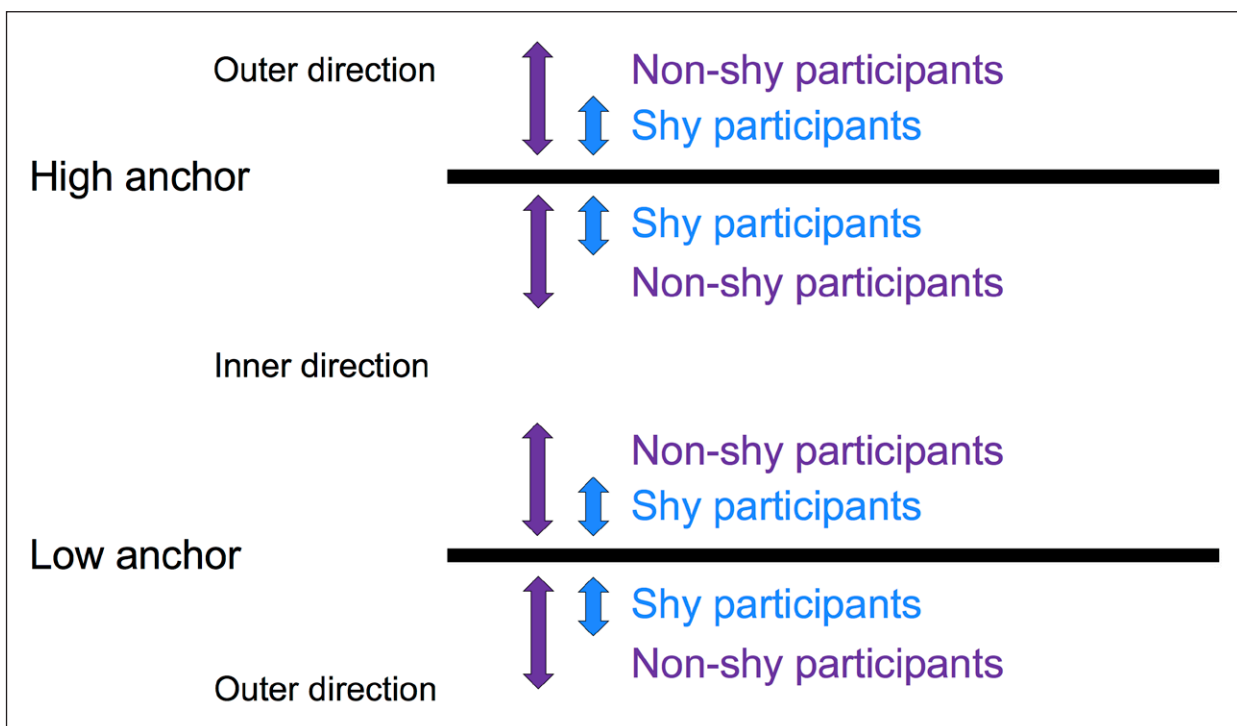 Outer direction
Non-shy participants
Shy participants
High anchor
Shy participants
Non-shy participants
Inner direction
Non-shy participants
Shy participants
Low anchor
Shy participants
Non-shy participants
Outer direction